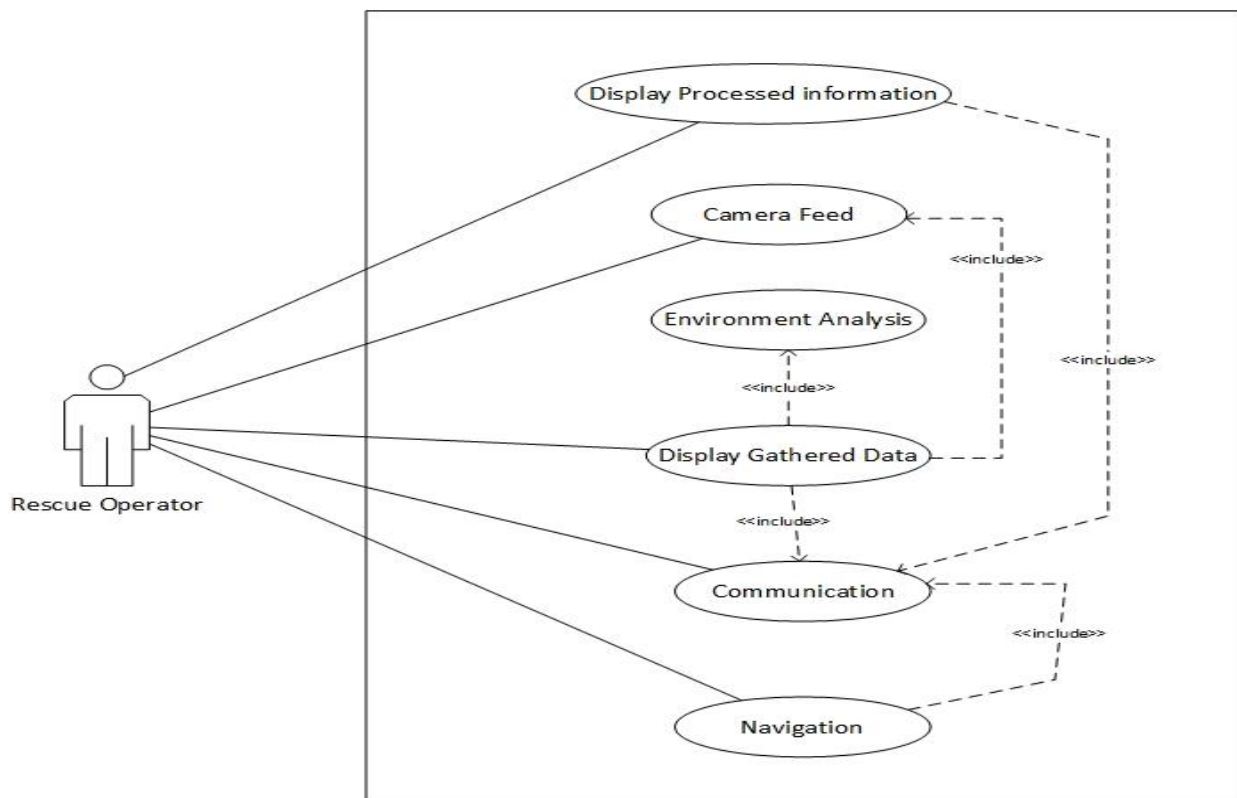 Display Processed information
Camera Feed
<<include>>
Environment Analysis
<<include>>
<<include>>
Display Gathered Data
Rescue Operator
<<include>>
Communication
<<include>>
Navigation